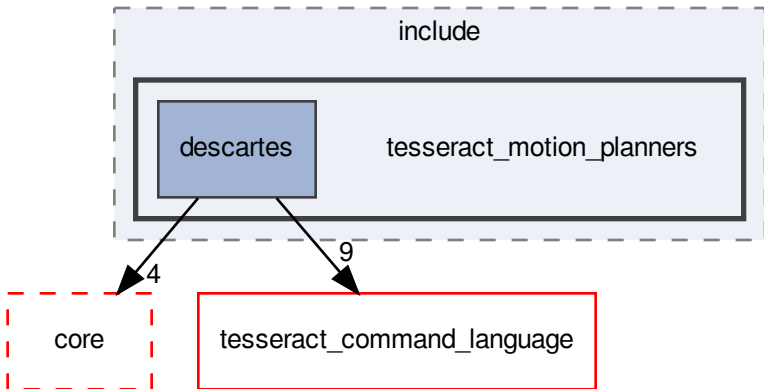 include
descartes
tesseract_motion_planners
4
9
core
tesseract_command_language